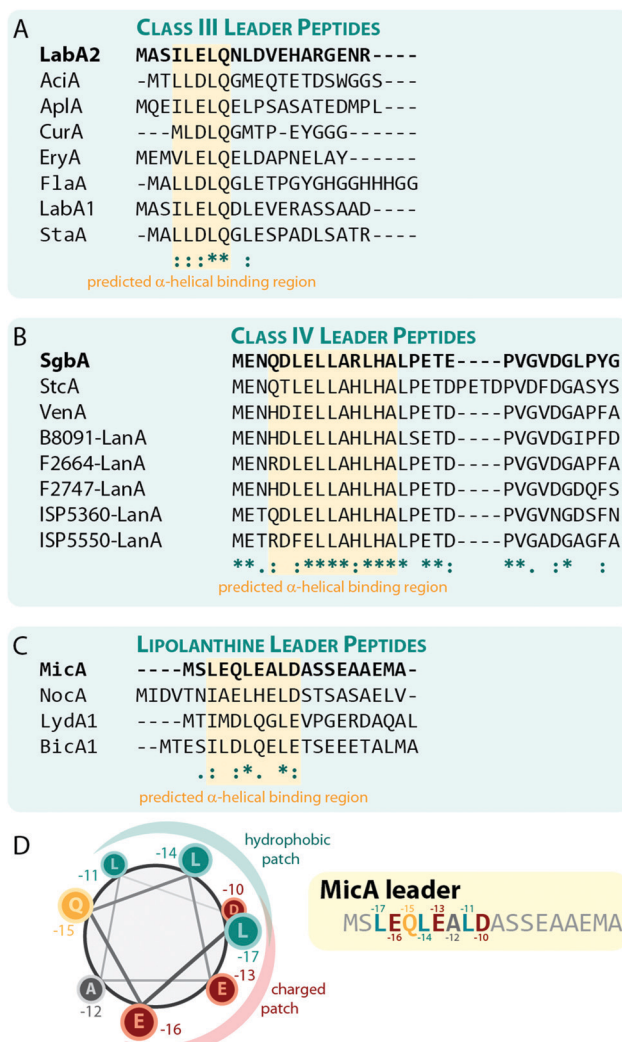 A CLASS III LEADER PEPTIDES
LabA2 MASILELQNLDVEHARGENR----
AciA -MTLLDLQGMEQTETDSWGGS---
AplA MQEILELQELPSASATEDMPL---
CurA ---MLDLQGMTP-EYGGG------
EryA MEMVLELQELDAPNELAY------
FlaA -MALLDLQGLETPGYGHGGHHHGG
LabA1 MASILELQDLEVERASSAAD----
StaA -MALLDLQGLESPADLSATR----
:::** :
predicted α-helical binding region
B CLASS IV LEADER PEPTIDES
SgbA MENQDLELLARLHALPETE----PVGVDGLPYG
StcA MENQTLELLAHLHALPETDPETDPVDFDGASYS
VenA MENHDIELLAHLHALPETD----PVGVDGAPFA
B8091-LanA MENHDLELLAHLHALSETD----PVGVDGIPFD
F2664-LanA MENRDLELLAHLHALPETD----PVGVDGAPFA
F2747-LanA MENHDLELLAHLHALPETD----PVGVDGDQFS
ISP5360-LanA METQDLELLAHLHALPETD----PVGVNGDSFN
ISP5550-LanA METRDFELLAHLHALPETD----PVGADGAGFA
**.: :****:**** **: **. :* :
predicted α-helical binding region
C LIPOLANTHINE LEADER PEPTIDES
MicA ----MSLEQLEALDASSEAAEMA-
NocA MIDVTNIAELHELDSTSASAELV-
LydA1 ----MTIMDLQGLEVPGERDAQAL
BicA1 --MTESILDLQELETSEEETALMA
.: :*. *:
predicted α-helical binding region
D
hydrophobic
patch
-14 L
-11 L
-10 D
Q -15
L -17
-13 E
A -12
E -16
charged
patch
MicA leader
-17 -15 -13 -11
MSLEQLEALDASSEAAEMA
-16 -14 -12 -10